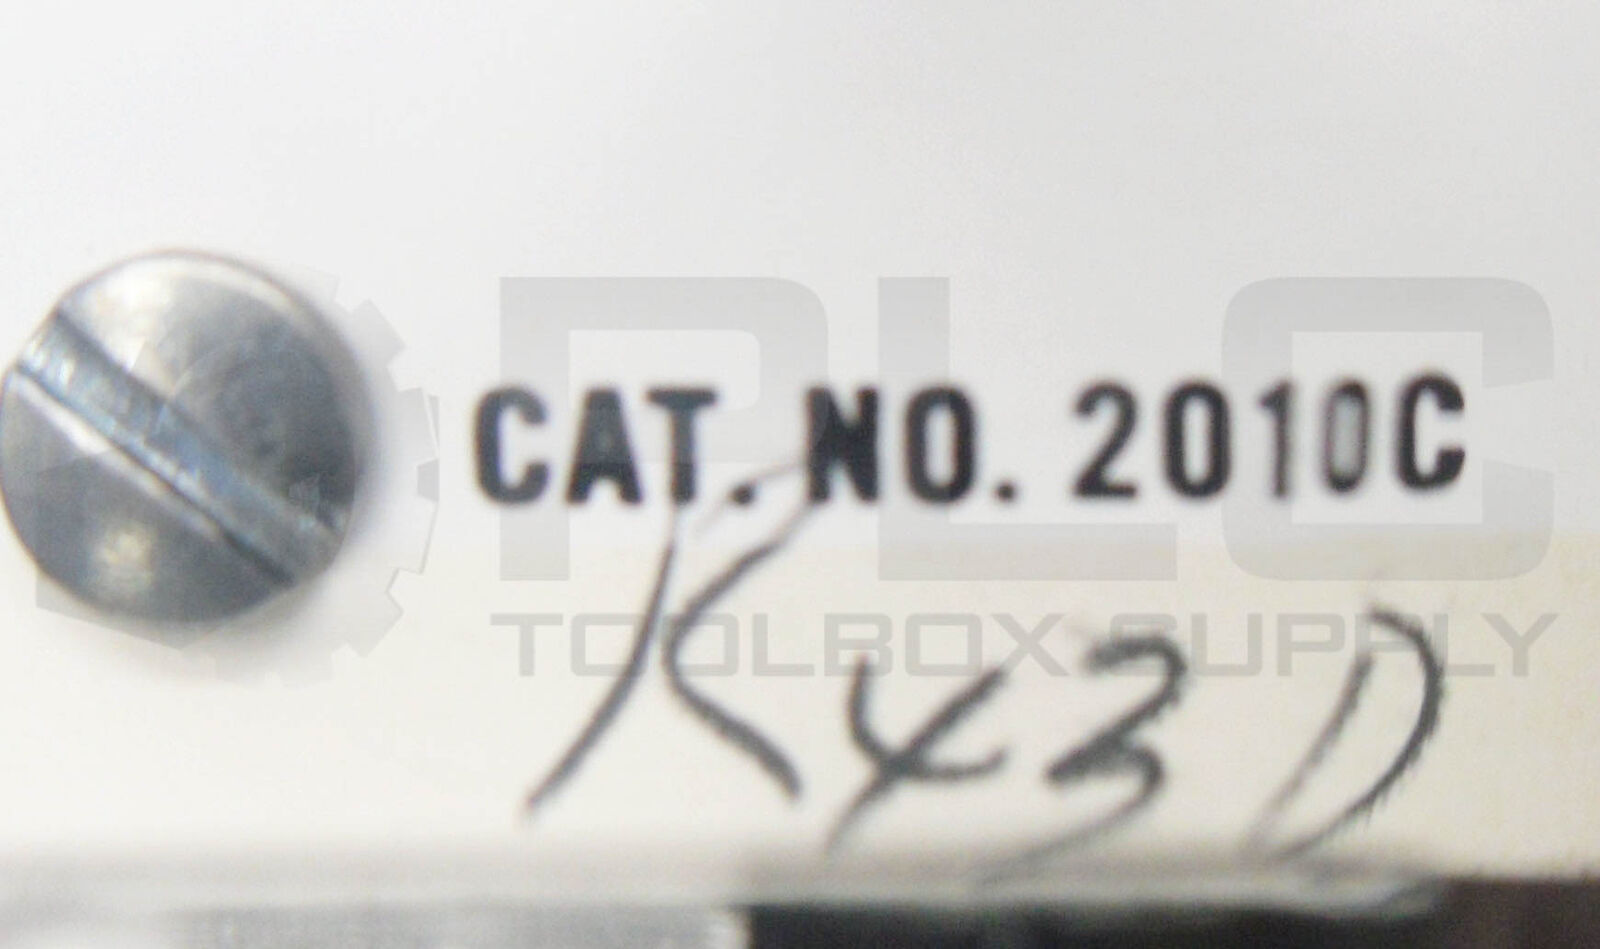 PLC
CAT. NO. 2010C
TOOLBOX SUPPLY
K43D